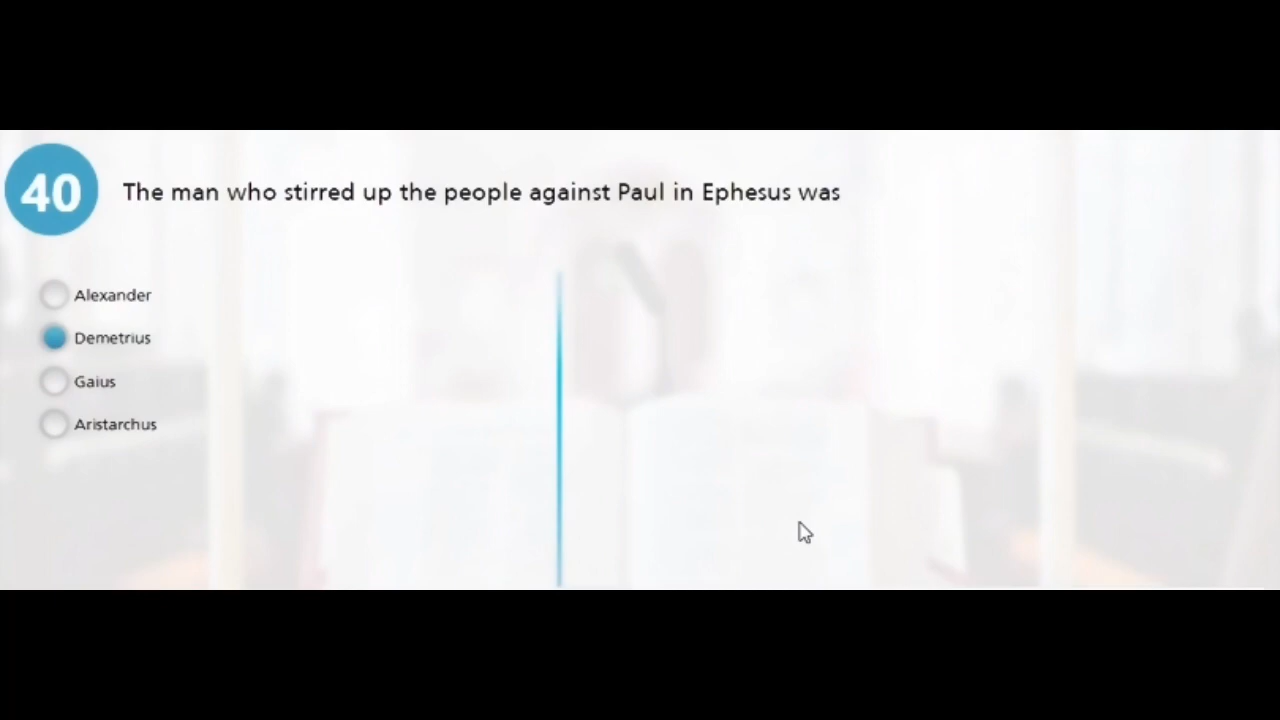 40
The man who stirred up the people against Paul in Ephesus was
Alexander
Demetrius
Gaius
Aristarchus